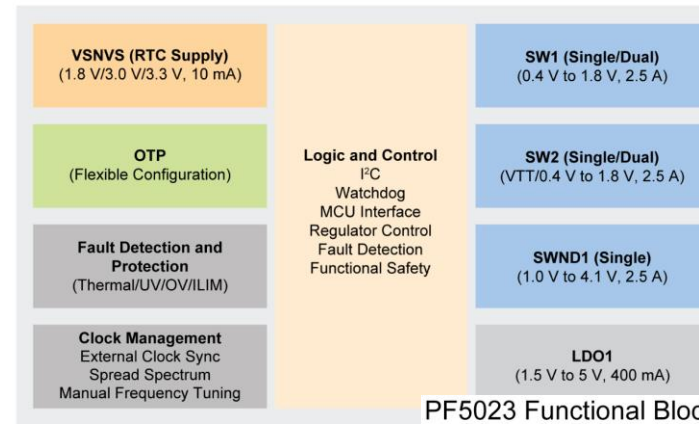 VSNVS (RTC Supply)
(1.8 V/3.0 V/3.3 V, 10 mA)
OTP
(Flexible Configuration)
Fault Detection and
Protection
(Thermal/UV/OV/ILIM)
Clock Management
External Clock Sync
Spread Spectrum
Manual Frequency Tuning
Logic and Control
I²C
Watchdog
MCU Interface
Regulator Control
Fault Detection
Functional Safety
SW1 (Single/Dual)
(0.4 V to 1.8 V, 2.5 A)
SW2 (Single/Dual)
(VTT/0.4 V to 1.8 V, 2.5 A)
SWND1 (Single)
(1.0 V to 4.1 V, 2.5 A)
LDO1
(1.5 V to 5 V, 400 mA)
PF5023 Functional